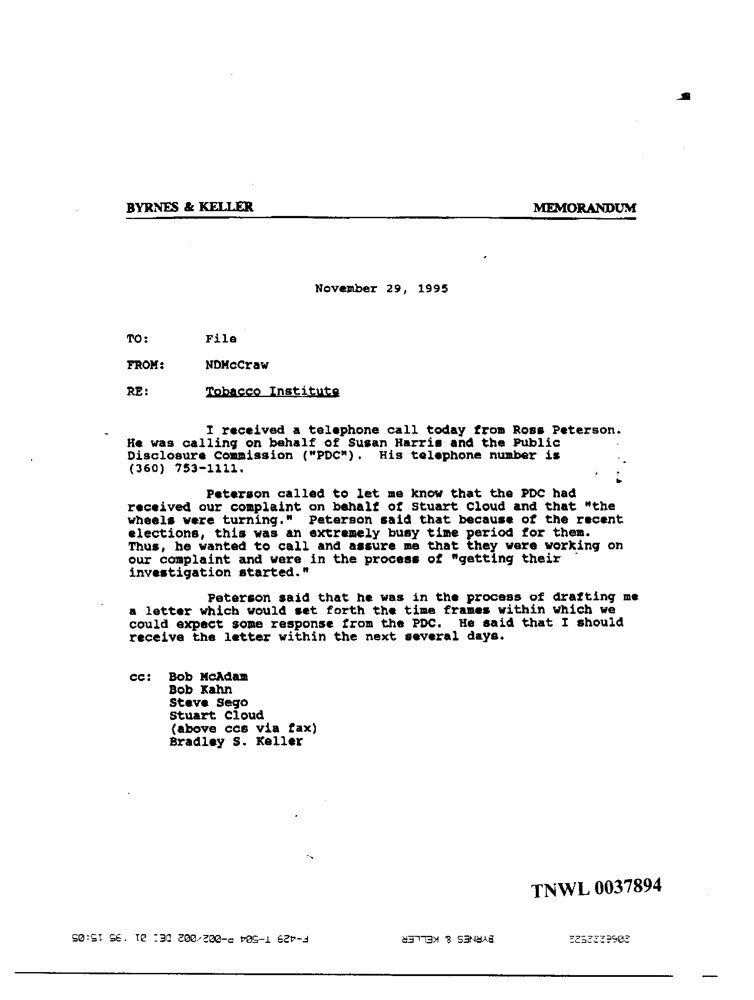 BYRNES & KELLER MEMORANDUM
November 29, 1995
TO: File
FROM: NDMcCraw
RE: Tobacco Institute
I received a telephone call today from Ross Peterson.
He was calling on behalf of Susan Harris and the Public
Disclosure Commission ("PDC"). His telephone number is
(360) 753-1111.
Peterson called to let me know that the PDC had
received our complaint on behalf of Stuart Cloud and that "the
wheels were turning." Peterson said that because of the recent
elections, this was an extremely busy time period for them.
Thus, he wanted to call and assure me that they were working on
our complaint and were in the process of "getting their
investigation started."
Peterson said that he was in the process of drafting me
a letter which would set forth the time frames within which we
could expect some response from the PDC. He said that I should
receive the letter within the next several days.
cc: Bob McAdam
Bob Kahn
Steve Sego
Stuart Cloud
(above ccs via fax)
Bradley S. Keller
TNWL 0037894
2066222522 BYRNES & KELLER F-429 T-504 P-002/002 DEC 01 '95 15:05